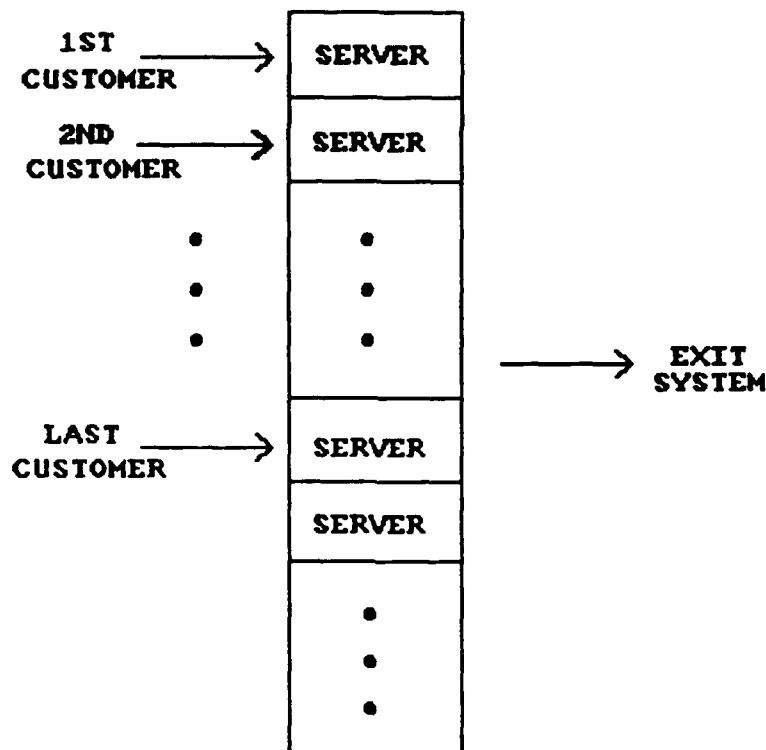 1ST
CUSTOMER
SERVER
2ND
CUSTOMER
SERVER
EXIT
SYSTEM
LAST
CUSTOMER
SERVER
SERVER